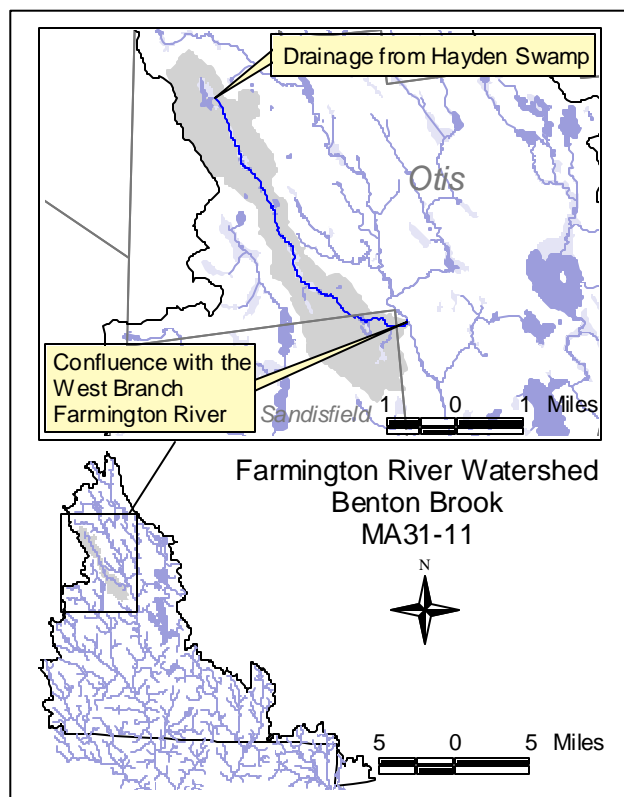 Drainage from Hayden Swamp
Otis
Confluence with the
West Branch
Farmington River
Sandisfield
1 0 1 Miles
Farmington River Watershed
Benton Brook
MA31-11
N
5 0 5 Miles